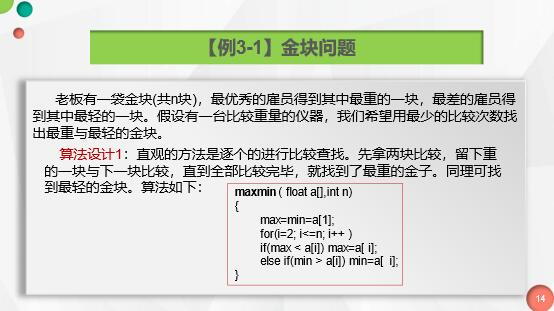 【例3-1】金块问题
老板有一袋金块(共n块)，最优秀的雇员得到其中最重的一块，最差的雇员得
到其中最轻的一块。假设有一台比较重量的仪器，我们希望用最少的比较次数找
出最重与最轻的金块。
算法设计1：直观的方法是逐个的进行比较查找。先拿两块比较，留下重
的一块与下一块比较，直到全部比较完毕，就找到了最重的金子。同理可找
到最轻的金块。算法如下：
maxmin ( float a[],int n)
{
max=min=a[1];
for(i=2; i<=n; i++ )
if(max < a[i]) max=a[ i];
else if(min > a[i]) min=a[ i];
}
14